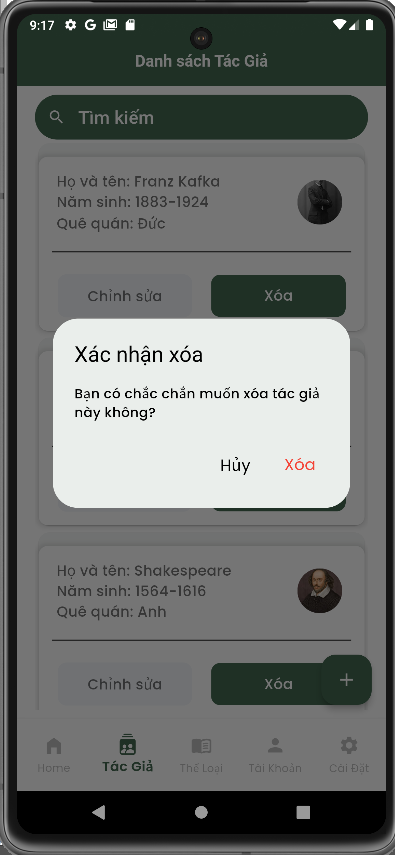 9:17
Danh sách Tác Giả
Tìm kiếm
Họ và tên: Franz Kafka
Năm sinh: 1883-1924
Quê quán: Đức
Chỉnh sửa
Xóa
Xác nhận xóa
Bạn có chắc chắn muốn xóa tác giả
này không?
Hủy
Xóa
Họ và tên: Shakespeare
Năm sinh: 1564-1616
Quê quán: Anh
Chỉnh sửa
Xóa
Home
Tác Giả
Thể Loại
Tài Khoản
Cài Đặt